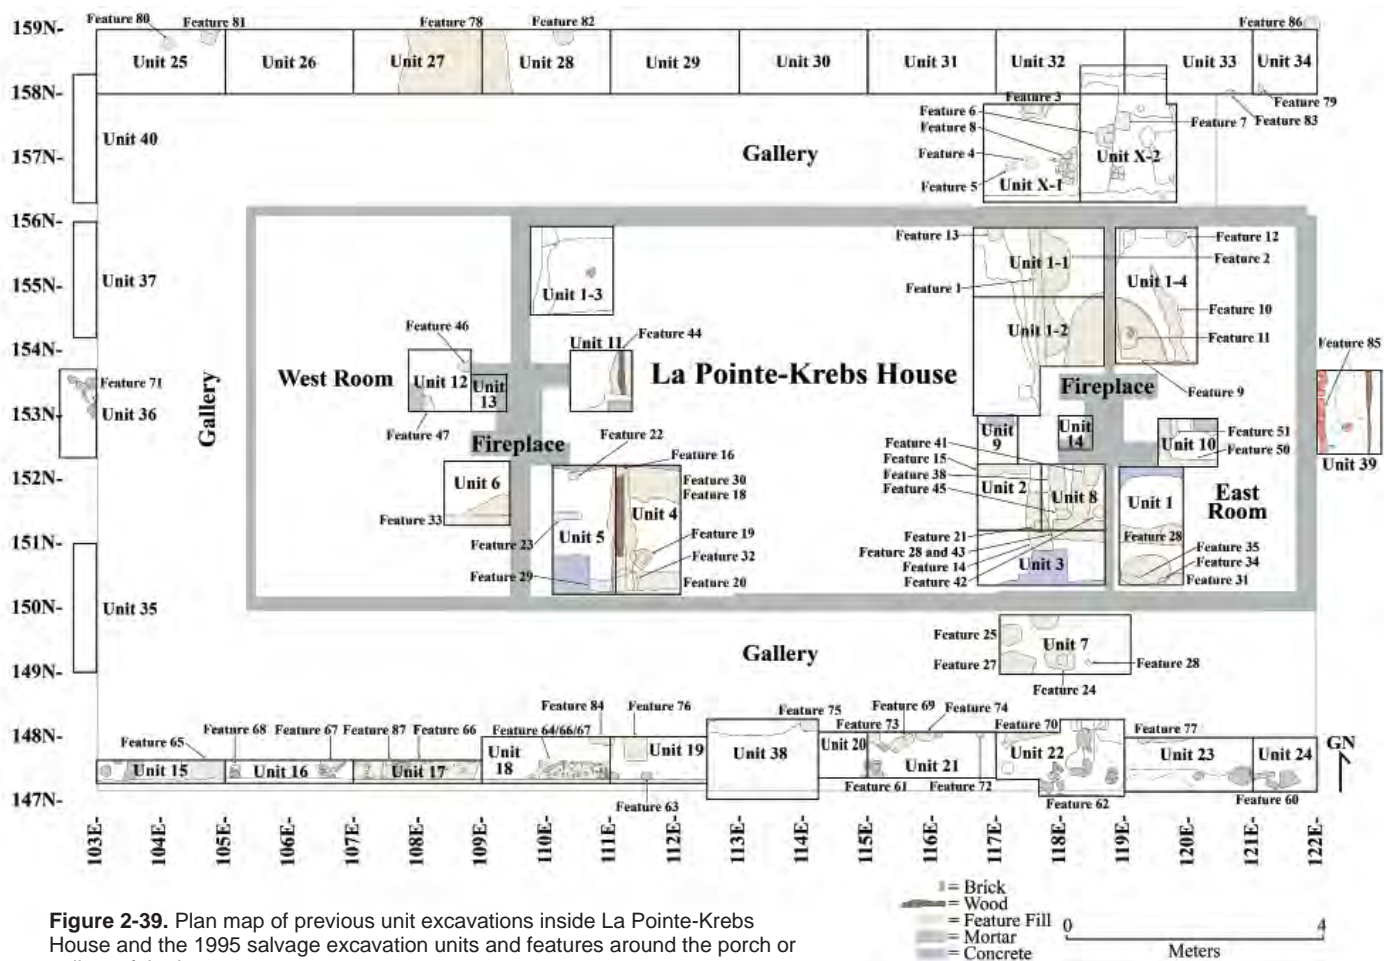 159N-
Feature 80
Feature 81
Feature 78
Feature 82
Feature 86
Unit 25
Unit 26
Unit 27
Unit 28
Unit 29
Unit 30
Unit 31
Unit 32
Unit 33
Unit 34
158N-
Feature 3
Feature 79
Feature 6
Feature 7
Feature 83
Feature 8
Unit 40
157N-
Gallery
Feature 4
Unit X-2
Feature 5
Unit X-1
156N-
Feature 13
Feature 12
Unit 1-1
Feature 2
Unit 37
155N-
Unit 1-3
Feature 1
Unit 1-4
Feature 10
Feature 46
Unit 11
Feature 44
Unit 1-2
Feature 11
Feature 85
154N-
West Room
Unit 12
Unit 13
La Pointe-Krebs House
Fireplace
Feature 9
Feature 71
Gallery
153N-
Unit 36
Feature 47
Fireplace
Feature 22
Unit 9
Unit 14
Unit 10
Feature 51
Feature 50
Feature 41
Feature 15
Feature 16
Unit 39
152N-
Unit 6
Feature 30
Feature 18
Feature 38
Feature 45
Unit 2
Unit 8
Unit 1
East
Room
Feature 33
Unit 5
Unit 4
Feature 23
Feature 19
Feature 21
Feature 28
151N-
Feature 32
Feature 28 and 43
Feature 35
Feature 34
Feature 29
Feature 20
Feature 14
Feature 42
Unit 3
Feature 31
150N-
Unit 35
Feature 25
Unit 7
Gallery
Feature 27
Feature 28
149N-
Feature 24
Feature 84
Feature 76
Feature 75
Feature 69
Feature 74
Feature 65
Feature 68
Feature 67
Feature 87
Feature 66
Feature 64/66/67
Feature 73
Feature 70
Feature 77
148N-
Unit 15
Unit 16
Unit 17
Unit
18
Unit 19
Unit 38
Unit 20
Unit 21
Unit 22
Unit 23
Unit 24
GN
147N-
Feature 63
Feature 61
Feature 72
Feature 62
Feature 60
103E-
104E-
105E-
106E-
107E-
108E-
109E-
110E-
111E-
112E-
113E-
114E-
115E-
116E-
117E-
118E-
119E-
120E-
121E-
122E-
= Brick
= Wood
= Feature Fill
= Mortar
= Concrete
0
4
Meters
Figure 2-39. Plan map of previous unit excavations inside La Pointe-Krebs
House and the 1995 salvage excavation units and features around the porch or